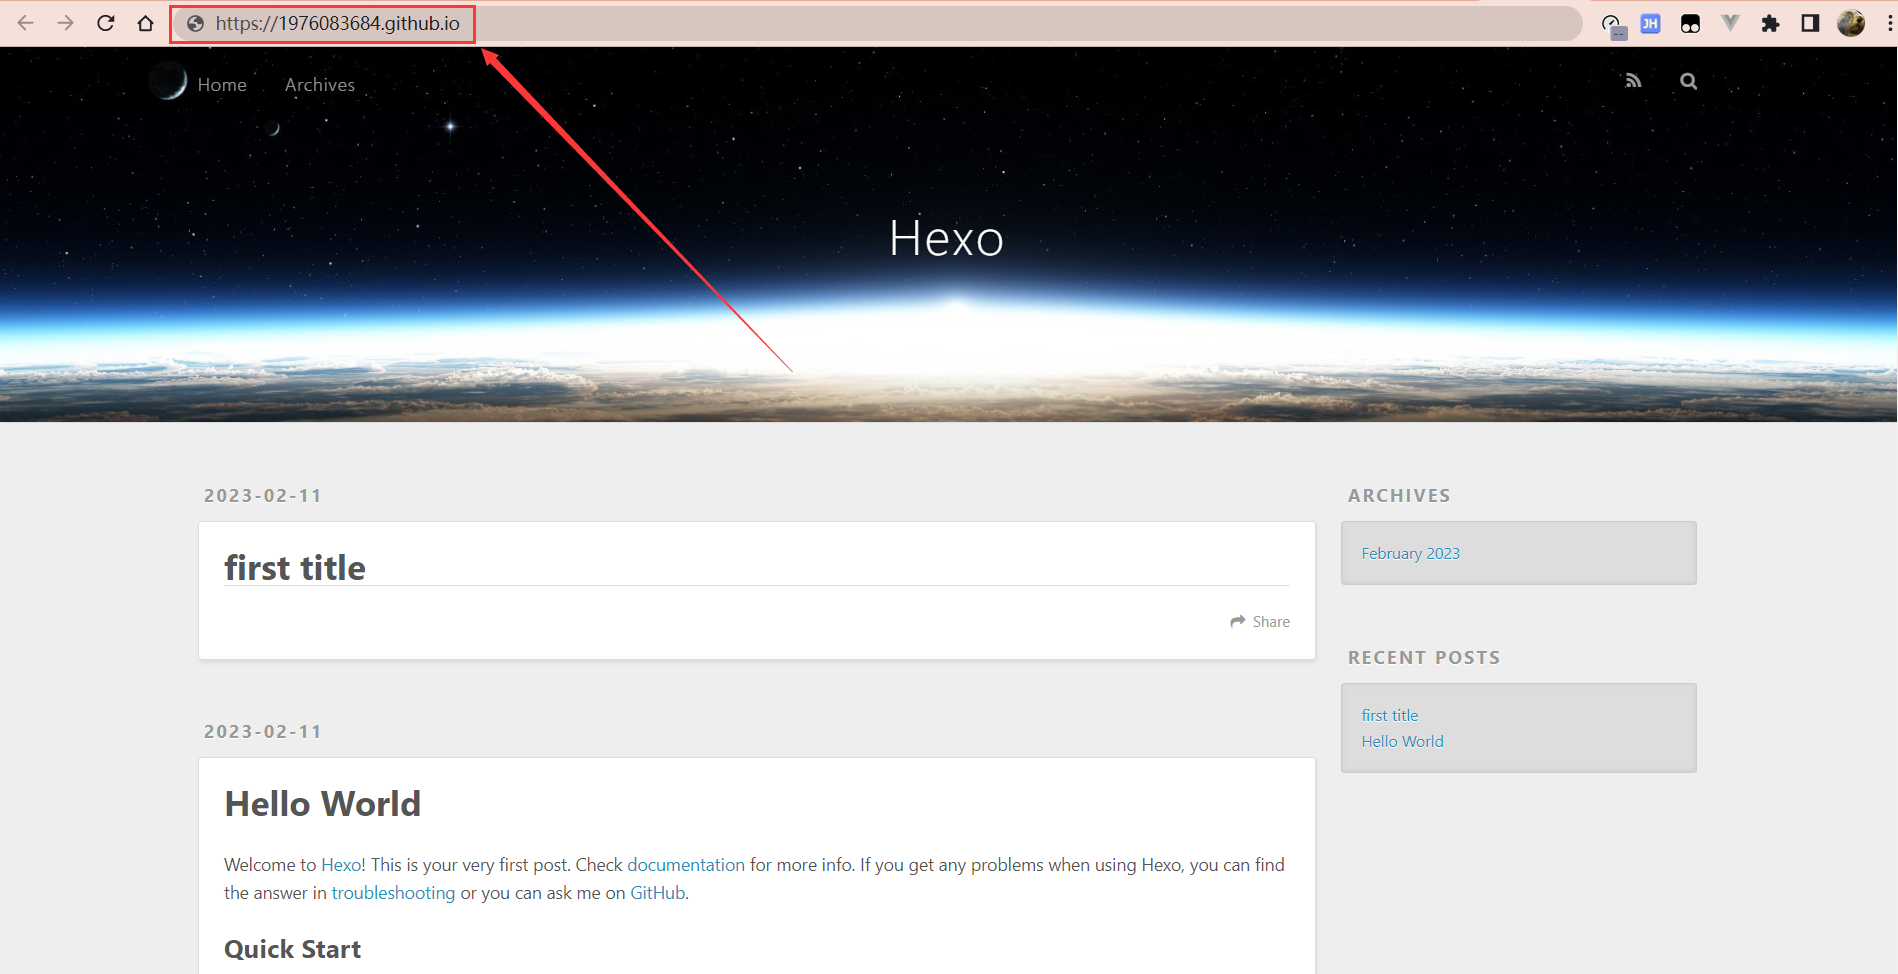 https://1976083684.github.io
JH
Home Archives
Hexo
2023-02-11
first title
Share
2023-02-11
Hello World
Welcome to Hexo! This is your very first post. Check documentation for more info. If you get any problems when using Hexo, you can find
the answer in troubleshooting or you can ask me on GitHub.
Quick Start
ARCHIVES
February 2023
RECENT POSTS
first title
Hello World